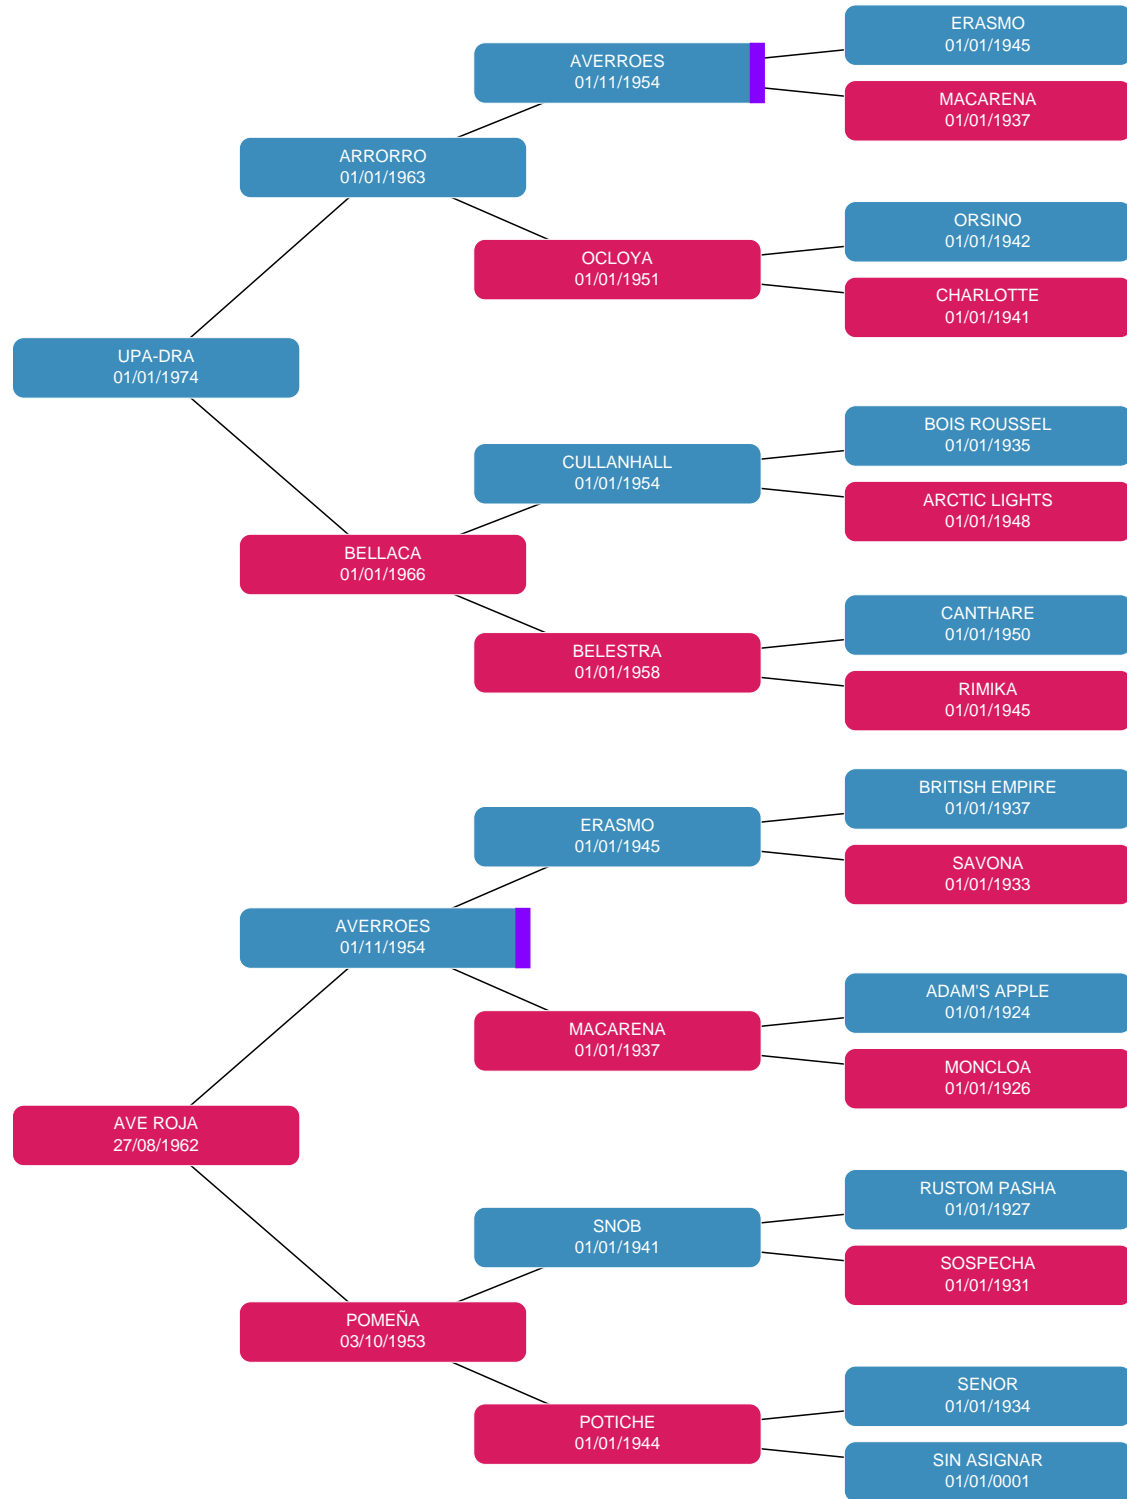 ERASMO
01/01/1945
AVERROES
01/11/1954
MACARENA
01/01/1937
ARRORRO
01/01/1963
ORSINO
01/01/1942
OCLOYA
01/01/1951
CHARLOTTE
01/01/1941
UPA-DRA
01/01/1974
BOIS ROUSSEL
01/01/1935
CULLANHALL
01/01/1954
ARCTIC LIGHTS
01/01/1948
BELLACA
01/01/1966
CANTHARE
01/01/1950
BELESTRA
01/01/1958
RIMIKA
01/01/1945
BRITISH EMPIRE
01/01/1937
ERASMO
01/01/1945
SAVONA
01/01/1933
AVERROES
01/11/1954
ADAM'S APPLE
01/01/1924
MACARENA
01/01/1937
MONCLOA
01/01/1926
AVE ROJA
27/08/1962
RUSTOM PASHA
01/01/1927
SNOB
01/01/1941
SOSPECHA
01/01/1931
POMEÑA
03/10/1953
SENOR
01/01/1934
POTICHE
01/01/1944
SIN ASIGNAR
01/01/0001